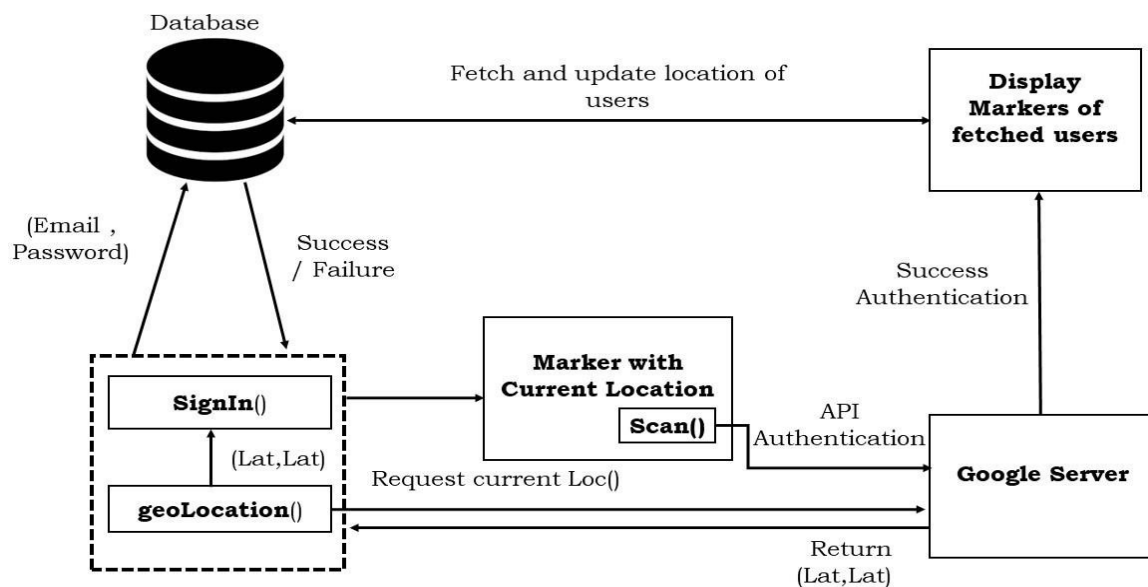 Database
Fetch and update location of
users
Display
Markers of
fetched users
(Email ,
Password)
Success
/ Failure
Success
Authentication
Marker with
Current Location
Scan()
SignIn()
API
Authentication
(Lat,Lat)
Request current Loc()
Google Server
geoLocation()
Return
(Lat,Lat)